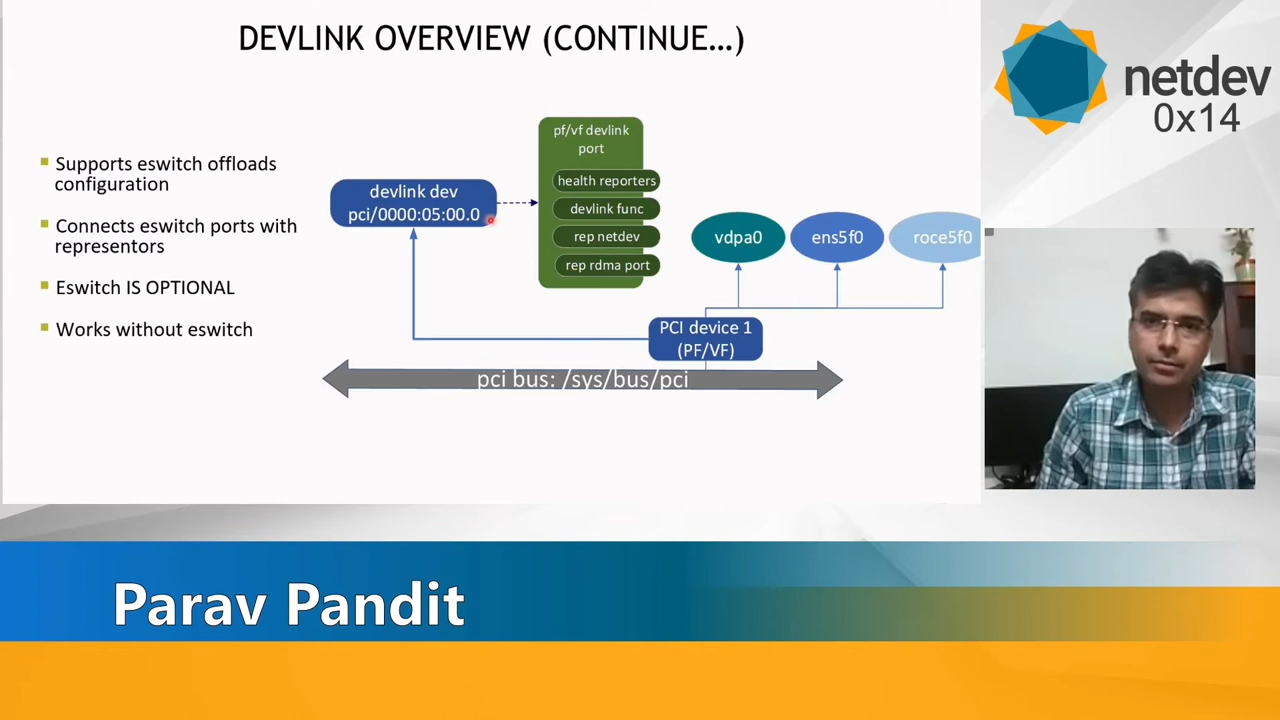 DEVLINK OVERVIEW (CONTINUE...)
netdev
0x14
Supports eswitch offloads
configuration
Connects eswitch ports with
representors
Eswitch IS OPTIONAL
Works without eswitch
devlink dev
pci/0000:05:00.0
pf/vf devlink
port
health reporters
devlink func
rep netdev
rep rdma port
vdpa0
ens5f0
roce5f0
PCI device 1
(PF/VF)
pci bus: /sys/bus/pci
Parav Pandit